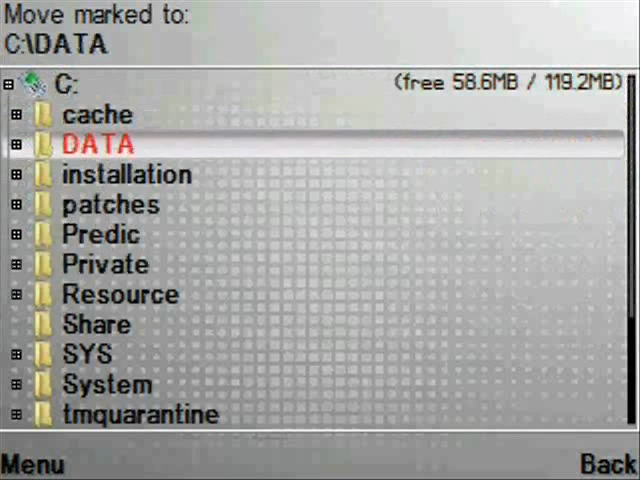 Move marked to:
C:\DATA
C: (free 58.6MB / 119.2MB)
cache
DATA
installation
patches
Predic
Private
Resource
Share
SYS
System
tmquarantine
Menu Back